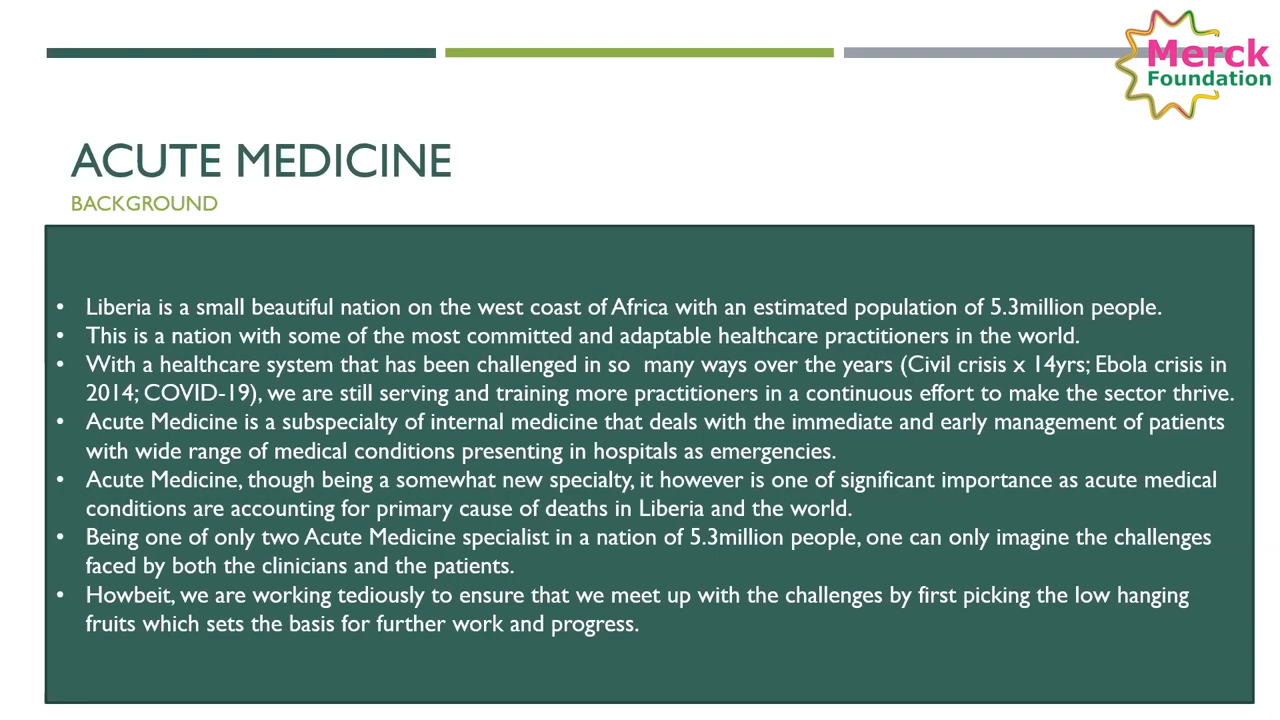 Merck
Foundation
ACUTE MEDICINE
BACKGROUND
• Liberia is a small beautiful nation on the west coast of Africa with an estimated population of 5.3million people.
• This is a nation with some of the most committed and adaptable healthcare practitioners in the world.
• With a healthcare system that has been challenged in so  many ways over the years (Civil crisis x 14yrs; Ebola crisis in
2014; COVID-19), we are still serving and training more practitioners in a continuous effort to make the sector thrive.
• Acute Medicine is a subspecialty of internal medicine that deals with the immediate and early management of patients
with wide range of medical conditions presenting in hospitals as emergencies.
• Acute Medicine, though being a somewhat new specialty, it however is one of significant importance as acute medical
conditions are accounting for primary cause of deaths in Liberia and the world.
• Being one of only two Acute Medicine specialist in a nation of 5.3million people, one can only imagine the challenges
faced by both the clinicians and the patients.
• Howbeit, we are working tediously to ensure that we meet up with the challenges by first picking the low hanging
fruits which sets the basis for further work and progress.